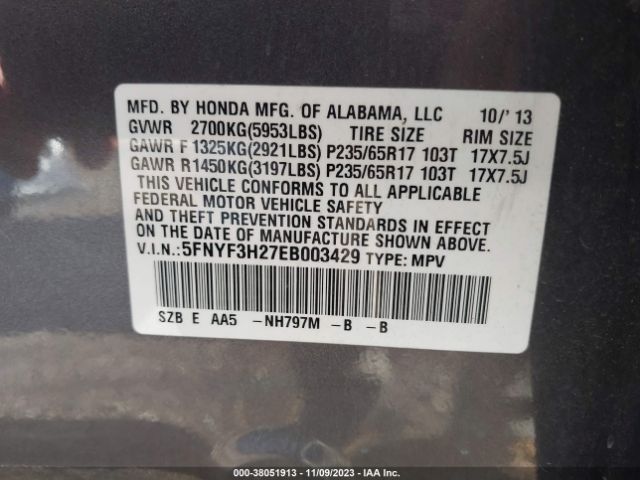 MFD. BY HONDA MFG. OF ALABAMA, LLC 10/'13
GVWR 2700KG(5953LBS) TIRE SIZE RIM SIZE
GAWR F 1325KG(2921LBS) P235/65R17 103T 17X7.5J
GAWR R1450KG(3197LBS) P235/65R17 103T 17X7.5J
THIS VEHICLE CONFORMS TO ALL APPLICABLE
FEDERAL MOTOR VEHICLE SAFETY
AND THEFT PREVENTION STANDARDS IN EFFECT
ON THE DATE OF MANUFACTURE SHOWN ABOVE.
V.I.N.:5FNYF3H27EB003429 TYPE: MPV
SZB E AA5 -NH797M -B -B
000-38051913 - 11/09/2023 - IAA Inc.